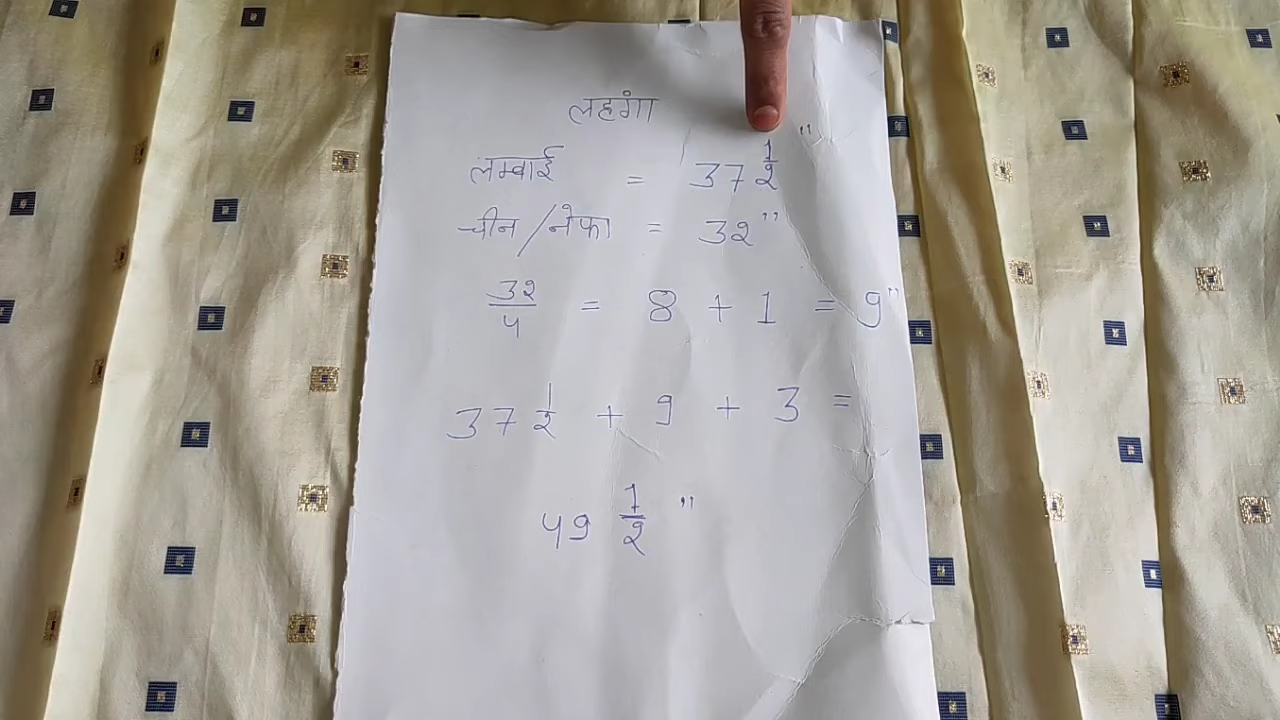 लहंगा
लम्बाई = 37 1/2"
चीन/नेफा = 32"
32/4 = 8 + 1 = 9"
37 1/2 + 9 + 3 =
49 1/2 "